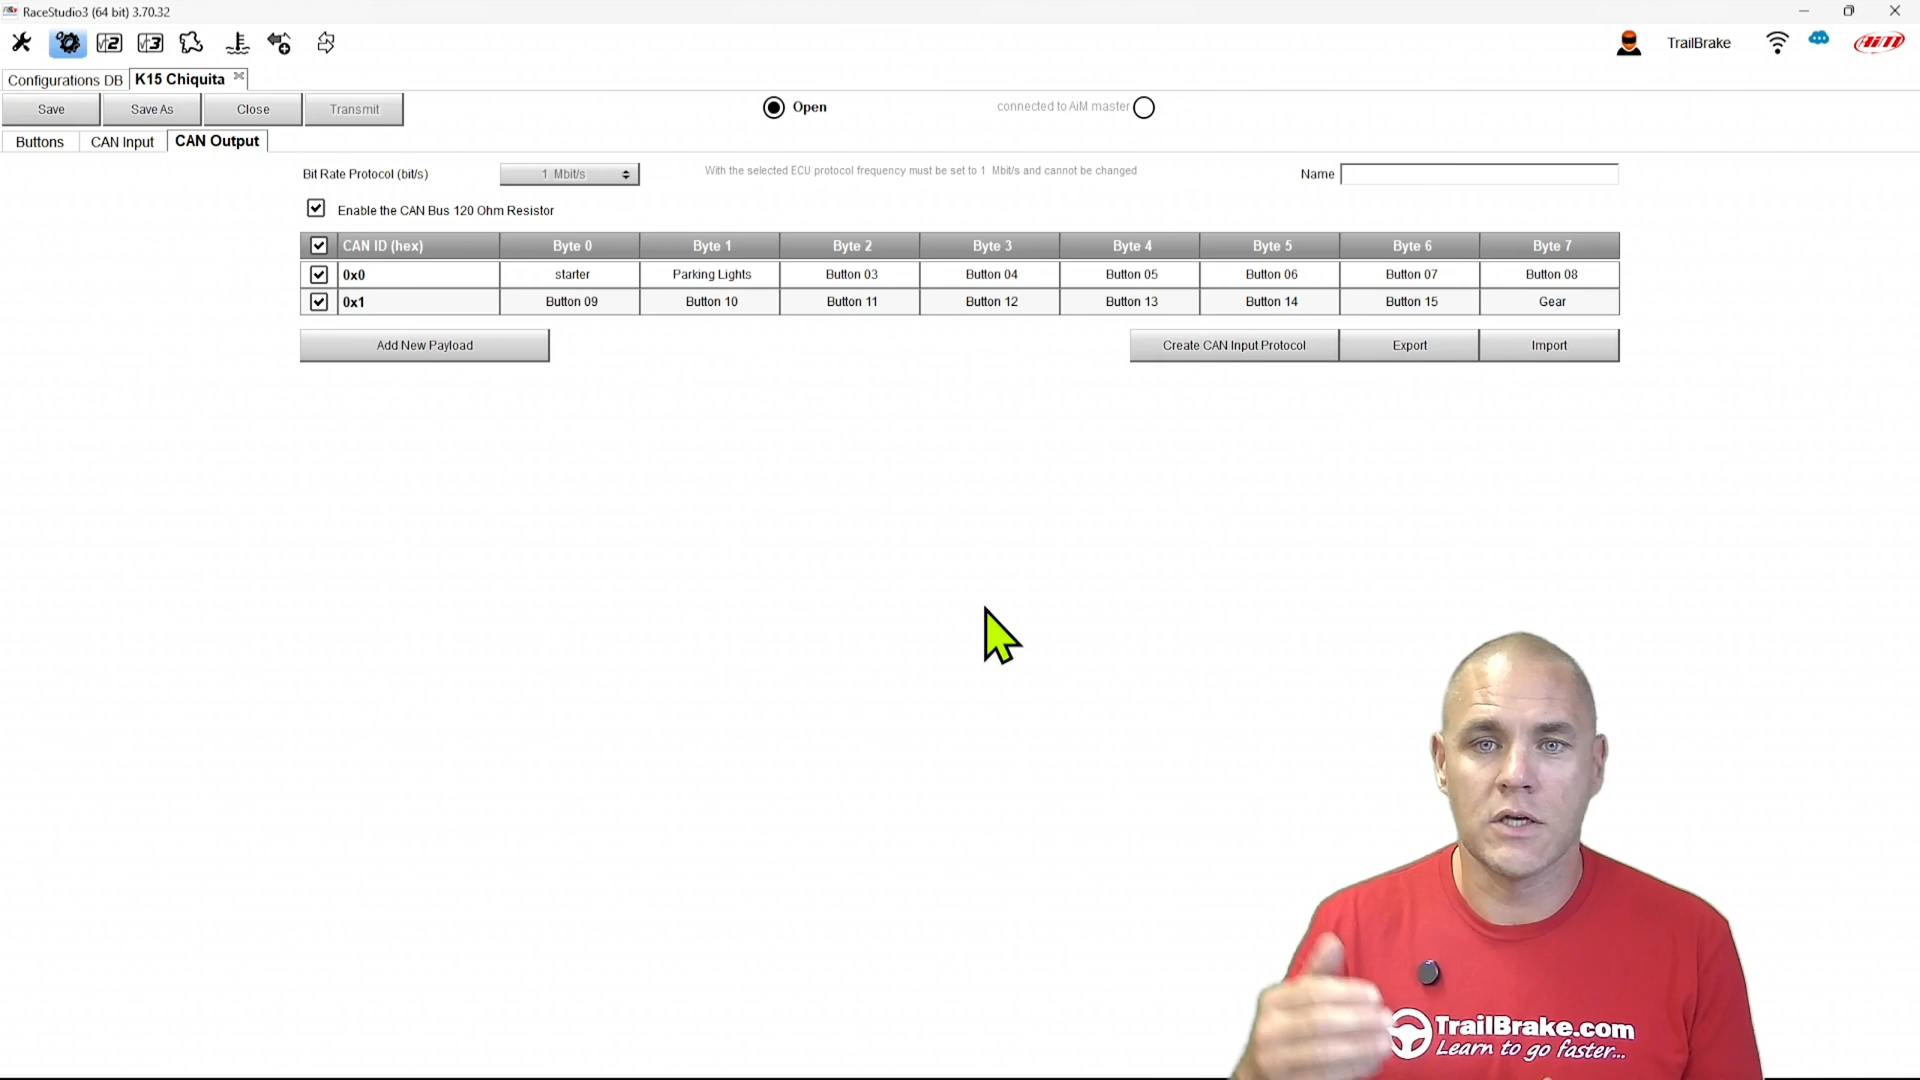 RaceStudio3 (64 bit) 3.70.32
TrailBrake
AiM
Configurations DB K15 Chiquita
Save Save As Close Transmit
Open connected to AiM master
Buttons CAN Input CAN Output
Bit Rate Protocol (bit/s) 1 Mbit/s With the selected ECU protocol frequency must be set to 1 Mbit/s and cannot be changed Name
Enable the CAN Bus 120 Ohm Resistor
CAN ID (hex) Byte 0 Byte 1 Byte 2 Byte 3 Byte 4 Byte 5 Byte 6 Byte 7
0x0 starter Parking Lights Button 03 Button 04 Button 05 Button 06 Button 07 Button 08
0x1 Button 09 Button 10 Button 11 Button 12 Button 13 Button 14 Button 15 Gear
Add New Payload Create CAN Input Protocol Export Import
TrailBrake.com
Learn to go faster...